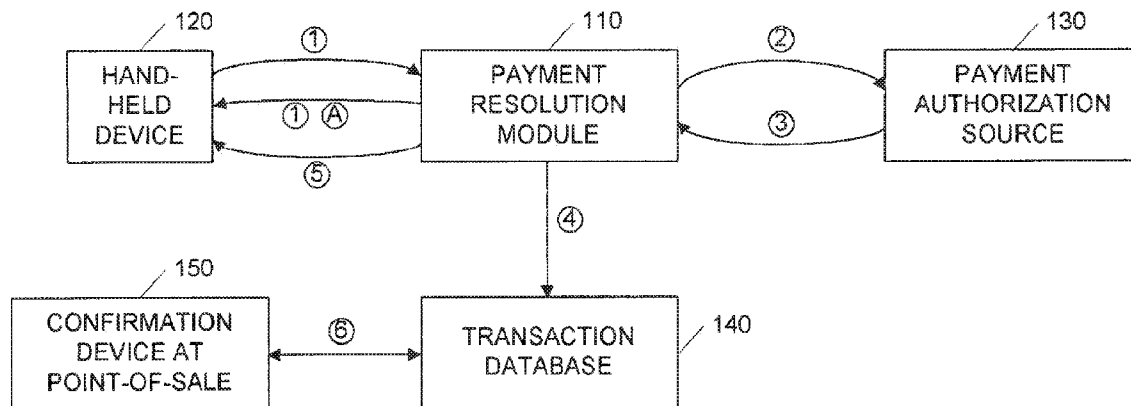 120
HAND-
HELD
DEVICE
①
① Ⓐ
⑤
110
PAYMENT
RESOLUTION
MODULE
②
③
130
PAYMENT
AUTHORIZATION
SOURCE
④
150
CONFIRMATION
DEVICE AT
POINT-OF-SALE
⑥
TRANSACTION
DATABASE
140